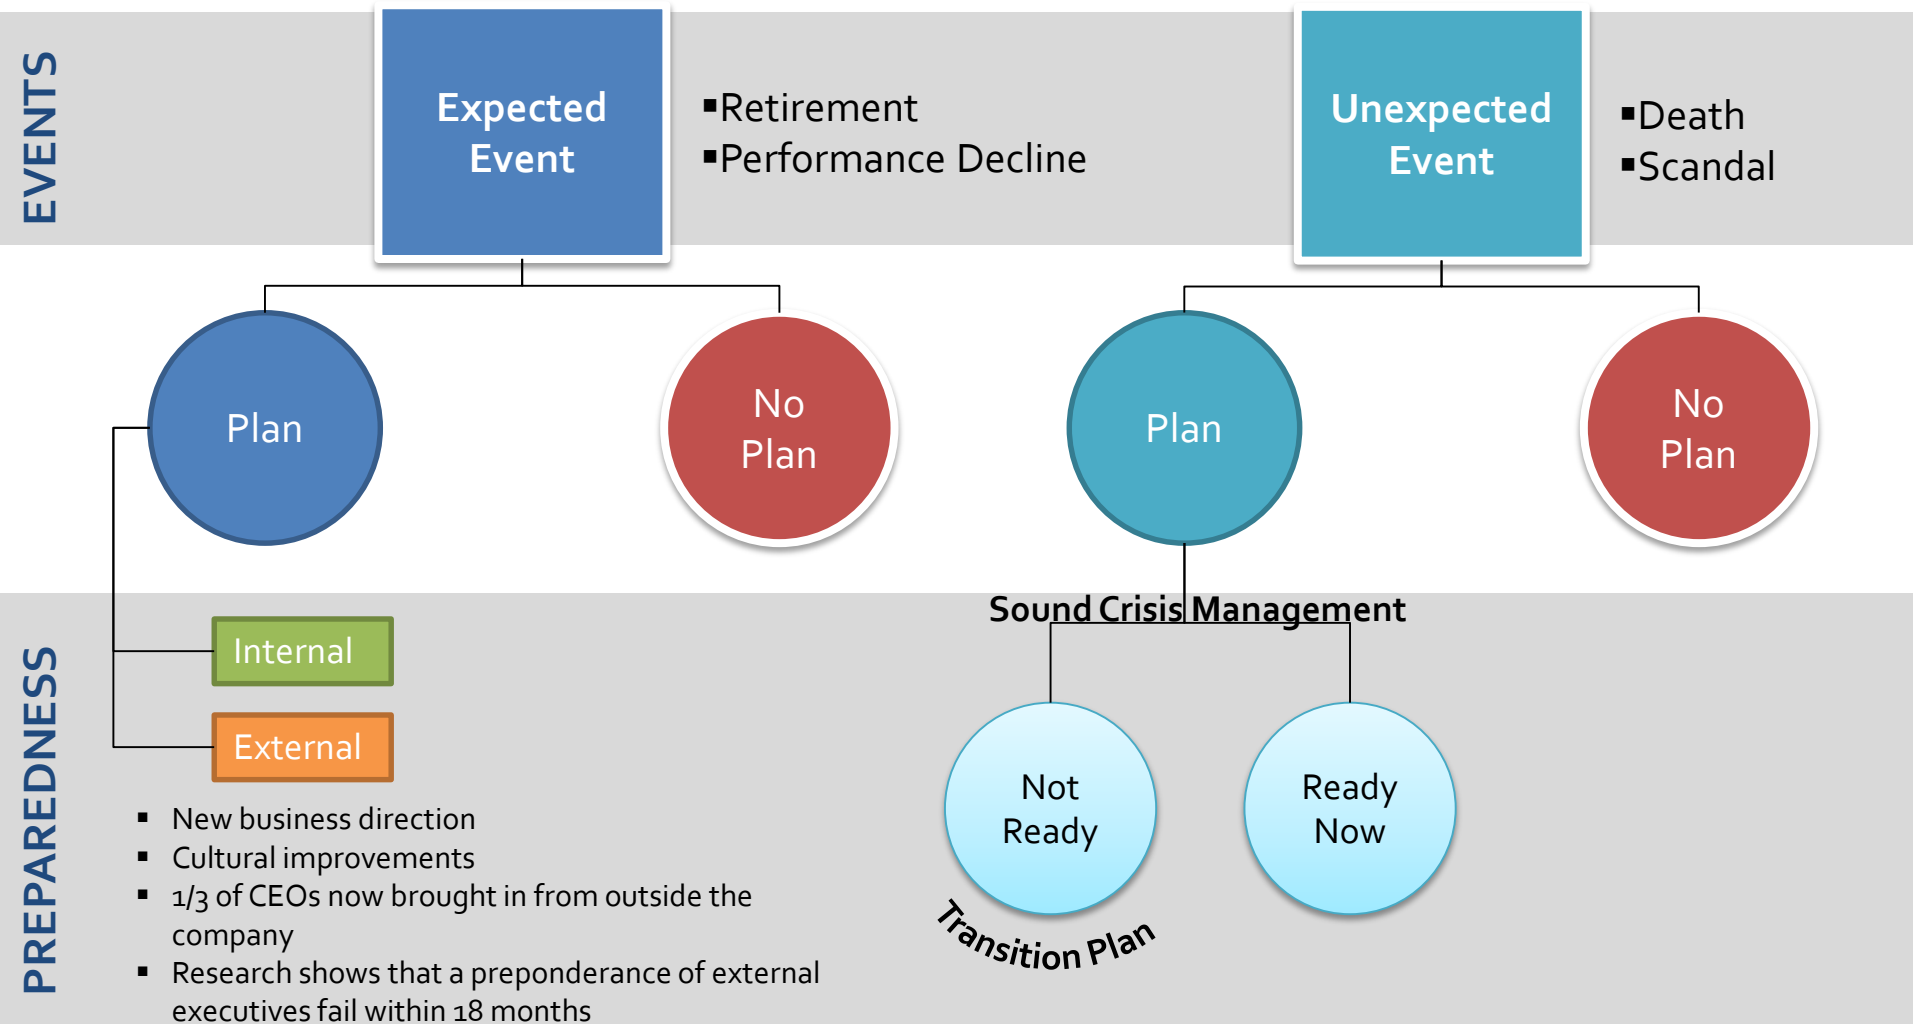 EVENTS
Expected
Event
▪Retirement
▪Performance Decline
Unexpected
Event
▪Death
▪Scandal
Plan
No
Plan
Plan
No
Plan
PREPAREDNESS
Internal
External
▪ New business direction
▪ Cultural improvements
▪ 1/3 of CEOs now brought in from outside the
company
▪ Research shows that a preponderance of external
executives fail within 18 months
Sound Crisis Management
Not
Ready
Ready
Now
Transition Plan